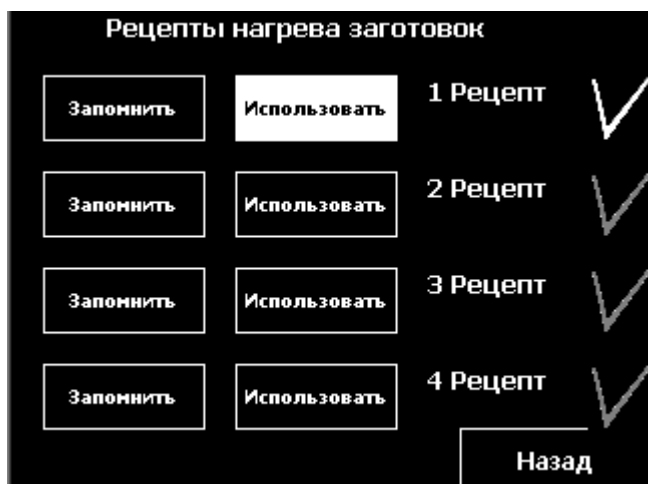 Рецепты нагрева заготовок
Запомнить Использовать 1 Рецепт
Запомнить Использовать 2 Рецепт
Запомнить Использовать 3 Рецепт
Запомнить Использовать 4 Рецепт
Назад